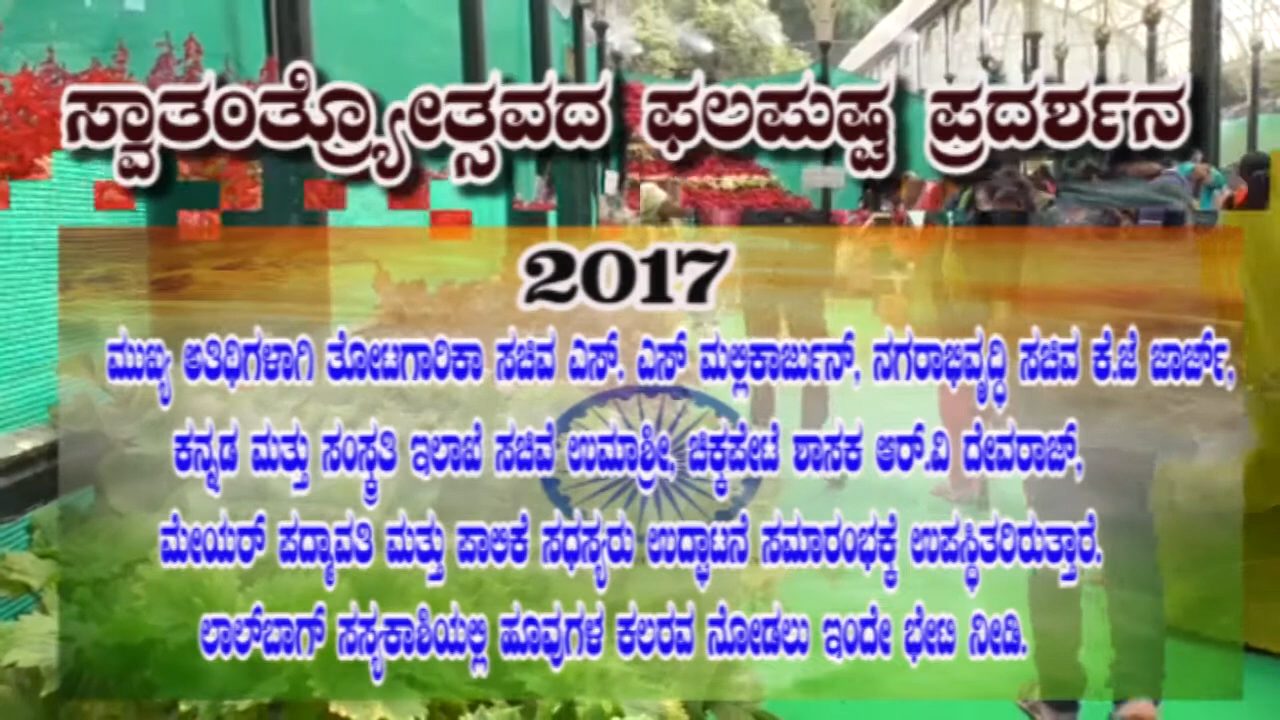 ಸ್ವಾತಂತ್ರ್ಯೋತ್ಸವದ ಫಲಪುಷ್ಪ ಪ್ರದರ್ಶನ
2017
ಮುಖ್ಯ ಅತಿಥಿಗಳಾಗಿ ತೋಟಗಾರಿಕಾ ಸಚಿವ ಎಸ್. ಎಸ್ ಮಲ್ಲಿಕಾರ್ಜುನ್, ನಗರಾಭಿವೃದ್ಧಿ ಸಚಿವ ಕೆ.ಜೆ ಜಾರ್ಜ್,
ಕನ್ನಡ ಮತ್ತು ಸಂಸ್ಕ್ರತಿ ಇಲಾಖೆ ಸಚಿವೆ ಉಮಾಶ್ರೀ, ಚಿಕ್ಕಪೇಟೆ ಶಾಸಕ ಆರ್.ವಿ ದೇವರಾಜ್,
ಮೇಯರ್ ಪದ್ಮಾವತಿ ಮತ್ತು ಪಾಲಿಕೆ ಸಧಸ್ಯರು ಉದ್ಘಾಟನೆ ಸಮಾರಂಭಕ್ಕೆ ಉಪಸ್ಥಿತರಿರುತ್ತಾರೆ.
ಲಾಲ್‌ಬಾಗ್ ಸಸ್ಯಕಾಶಿಯಲ್ಲಿ ಹೂವುಗಳ ಕಲರವ ನೋಡಲು ಇಂದೇ ಭೇಟಿ ನೀಡಿ.